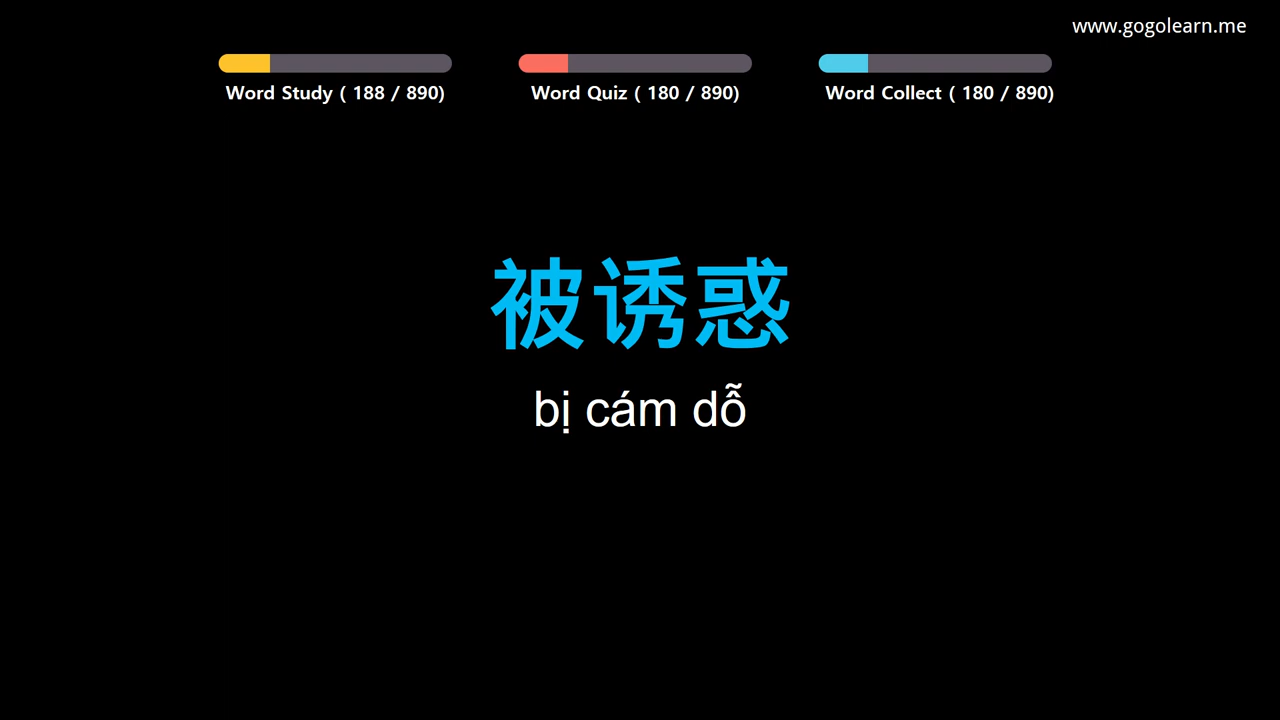 www.gogolearn.me
Word Study ( 188 / 890)
Word Quiz ( 180 / 890)
Word Collect ( 180 / 890)
被诱惑
bị cám dỗ